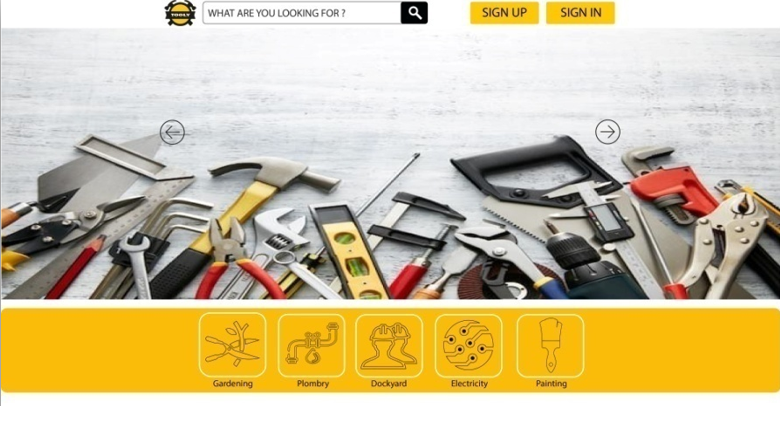 TOOLY
WHAT ARE YOU LOOKING FOR ?
SIGN UP
SIGN IN
Gardening
Plombry
Dockyard
Electricity
Painting